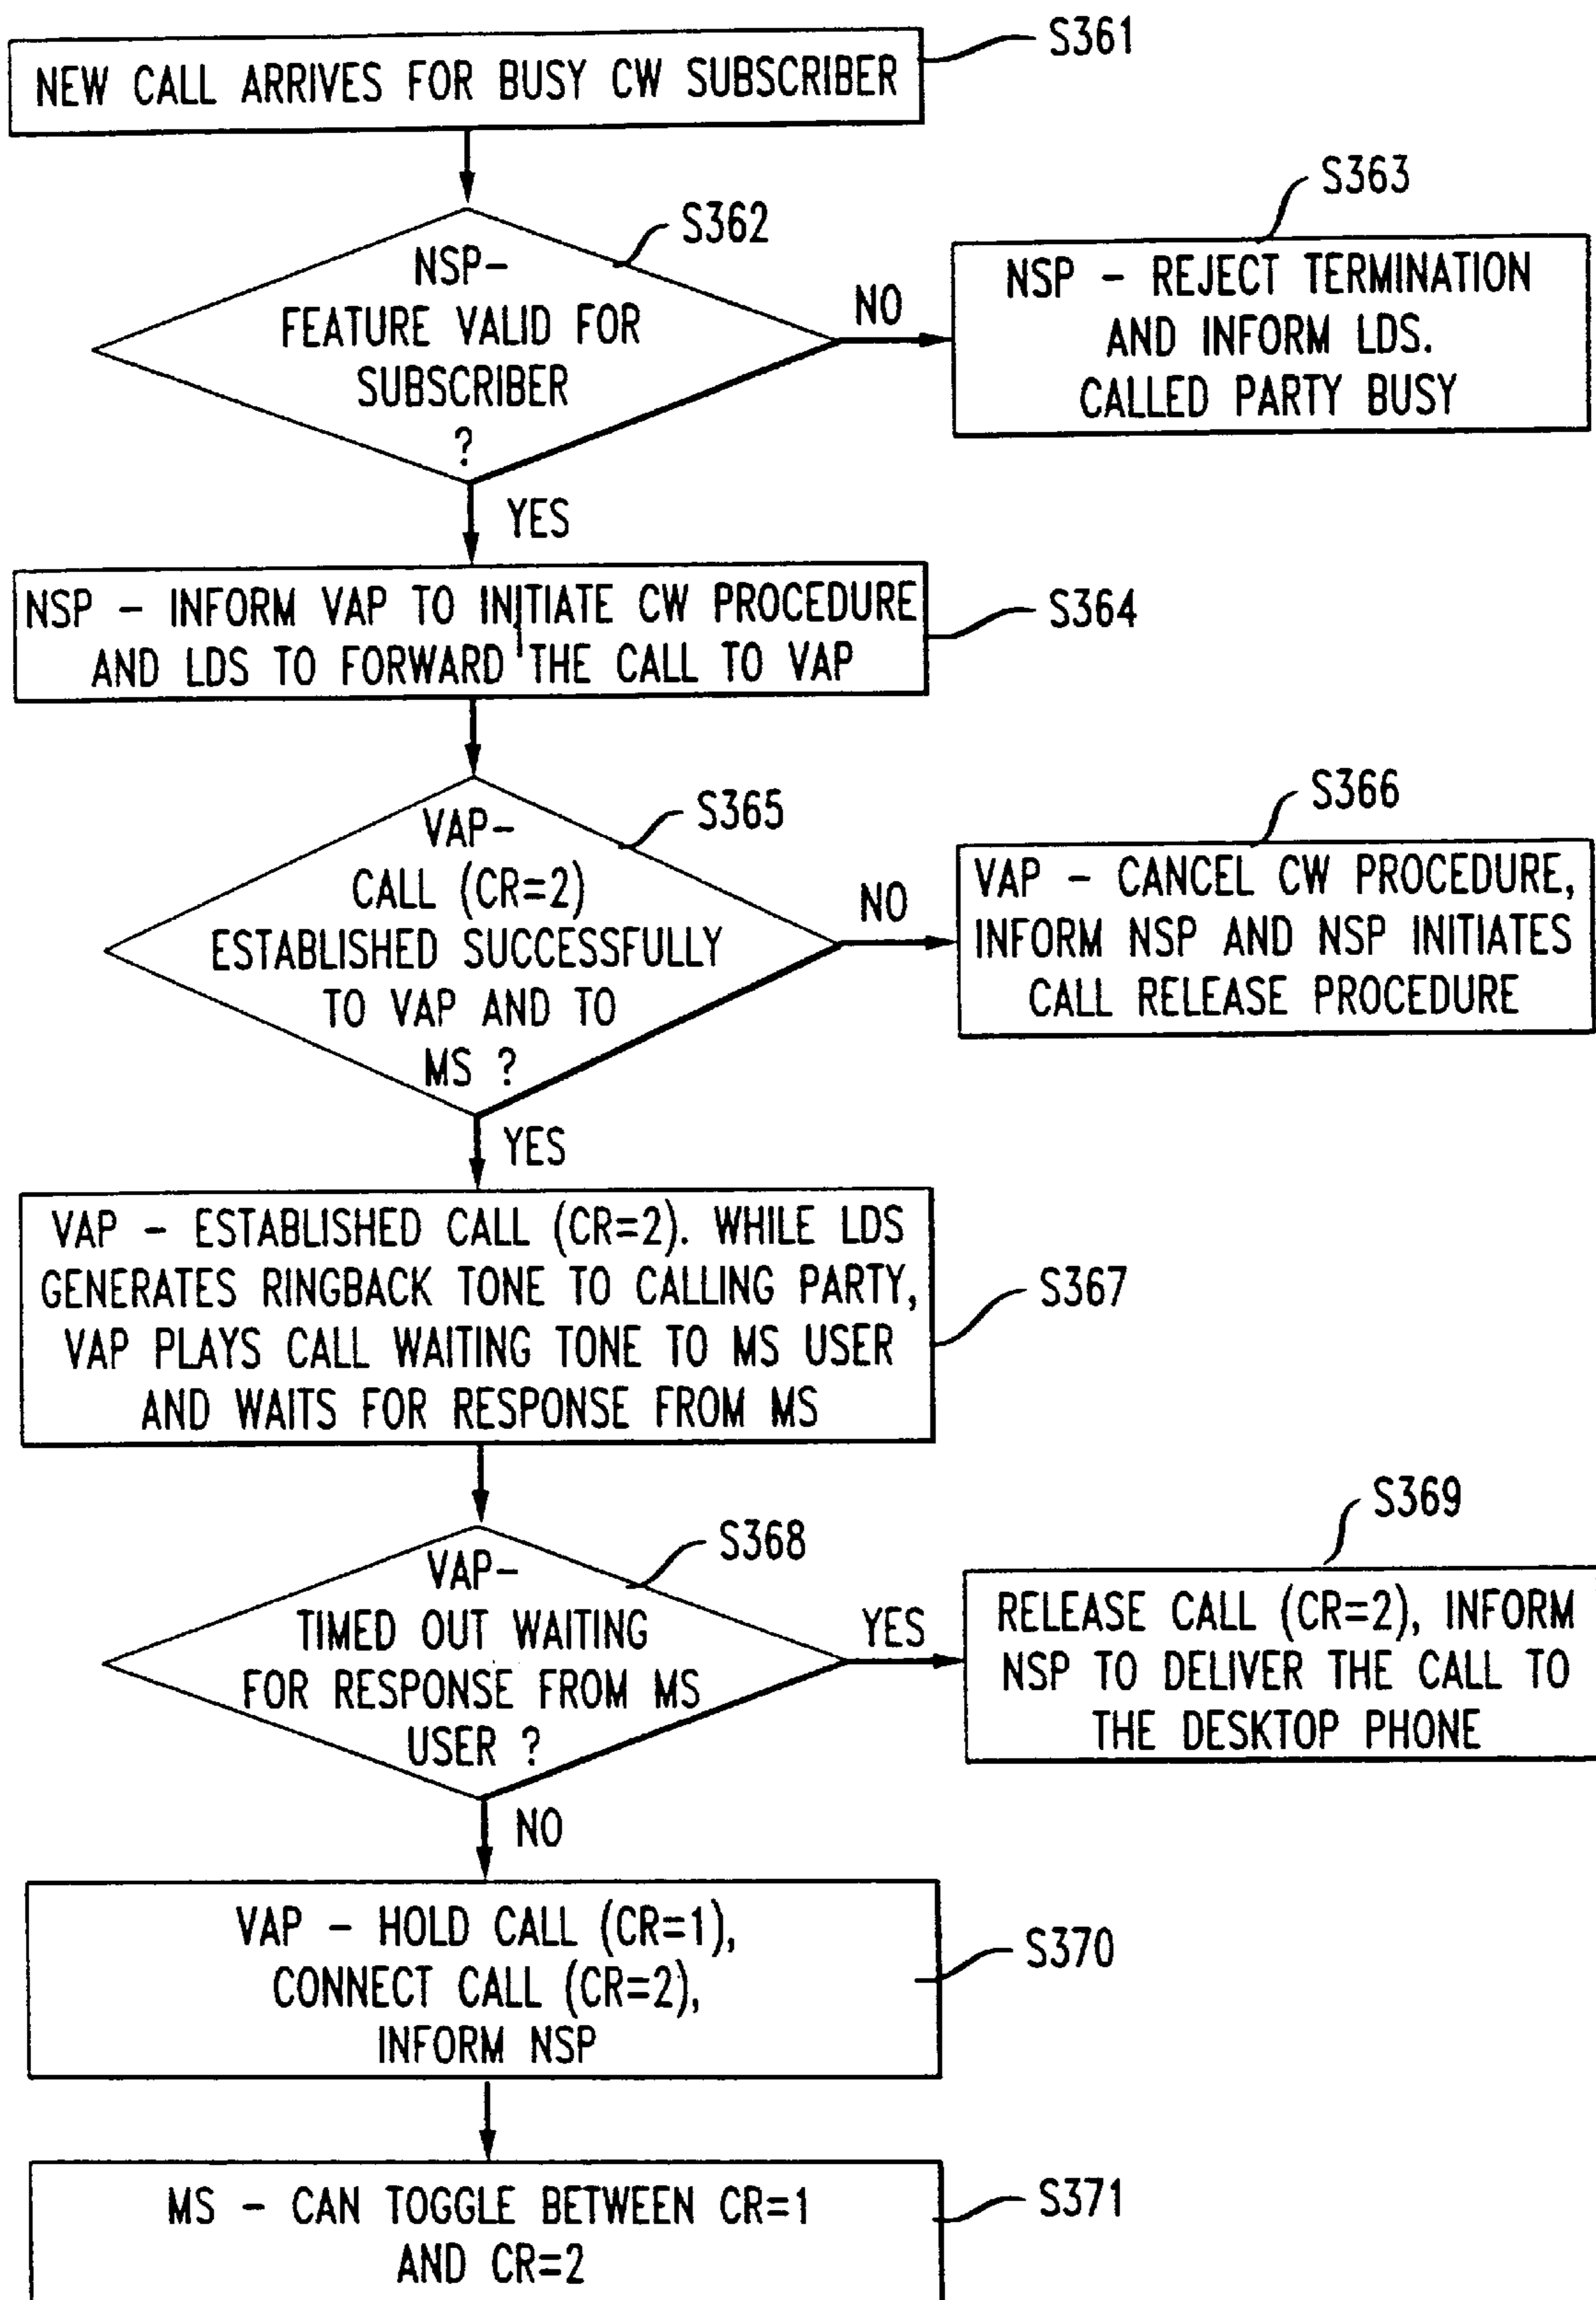 S361
NEW CALL ARRIVES FOR BUSY CW SUBSCRIBER
S362
NSP-
FEATURE VALID FOR
SUBSCRIBER
?
NO
S363
NSP - REJECT TERMINATION
AND INFORM LDS.
CALLED PARTY BUSY
YES
NSP - INFORM VAP TO INITIATE CW PROCEDURE
AND LDS TO FORWARD THE CALL TO VAP
S364
S365
VAP-
CALL (CR=2)
ESTABLISHED SUCCESSFULLY
TO VAP AND TO
MS ?
NO
S366
VAP - CANCEL CW PROCEDURE,
INFORM NSP AND NSP INITIATES
CALL RELEASE PROCEDURE
YES
VAP - ESTABLISHED CALL (CR=2). WHILE LDS
GENERATES RINGBACK TONE TO CALLING PARTY,
VAP PLAYS CALL WAITING TONE TO MS USER
AND WAITS FOR RESPONSE FROM MS
S367
S368
VAP-
TIMED OUT WAITING
FOR RESPONSE FROM MS
USER ?
YES
S369
RELEASE CALL (CR=2), INFORM
NSP TO DELIVER THE CALL TO
THE DESKTOP PHONE
NO
VAP - HOLD CALL (CR=1),
CONNECT CALL (CR=2),
INFORM NSP
S370
MS - CAN TOGGLE BETWEEN CR=1
AND CR=2
S371